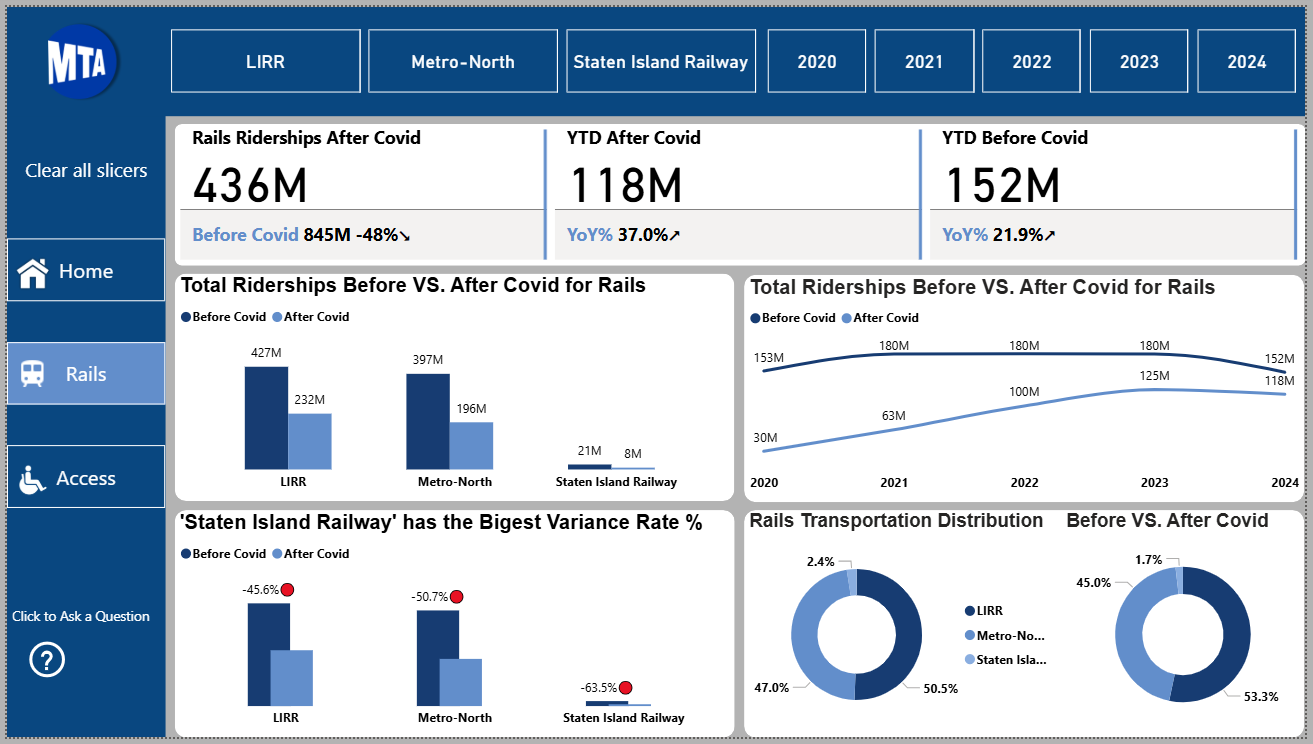 MTA
LIRR
Metro-North
Staten Island Railway
2020
2021
2022
2023
2024
Clear all slicers
Home
Rails
Access
Click to Ask a Question
?
Rails Riderships After Covid
436M
Before Covid 845M -48%↘
YTD After Covid
118M
YoY% 37.0%↗
YTD Before Covid
152M
YoY% 21.9%↗
Total Riderships Before VS. After Covid for Rails
Before Covid After Covid
427M
232M
397M
196M
21M
8M
LIRR
Metro-North
Staten Island Railway
Total Riderships Before VS. After Covid for Rails
Before Covid After Covid
153M
180M
180M
180M
152M
30M
63M
100M
125M
118M
2020
2021
2022
2023
2024
'Staten Island Railway' has the Bigest Variance Rate %
Before Covid After Covid
-45.6%
-50.7%
-63.5%
LIRR
Metro-North
Staten Island Railway
Rails Transportation Distribution
Before VS. After Covid
2.4%
47.0%
50.5%
LIRR
Metro-No...
Staten Isla...
1.7%
45.0%
53.3%